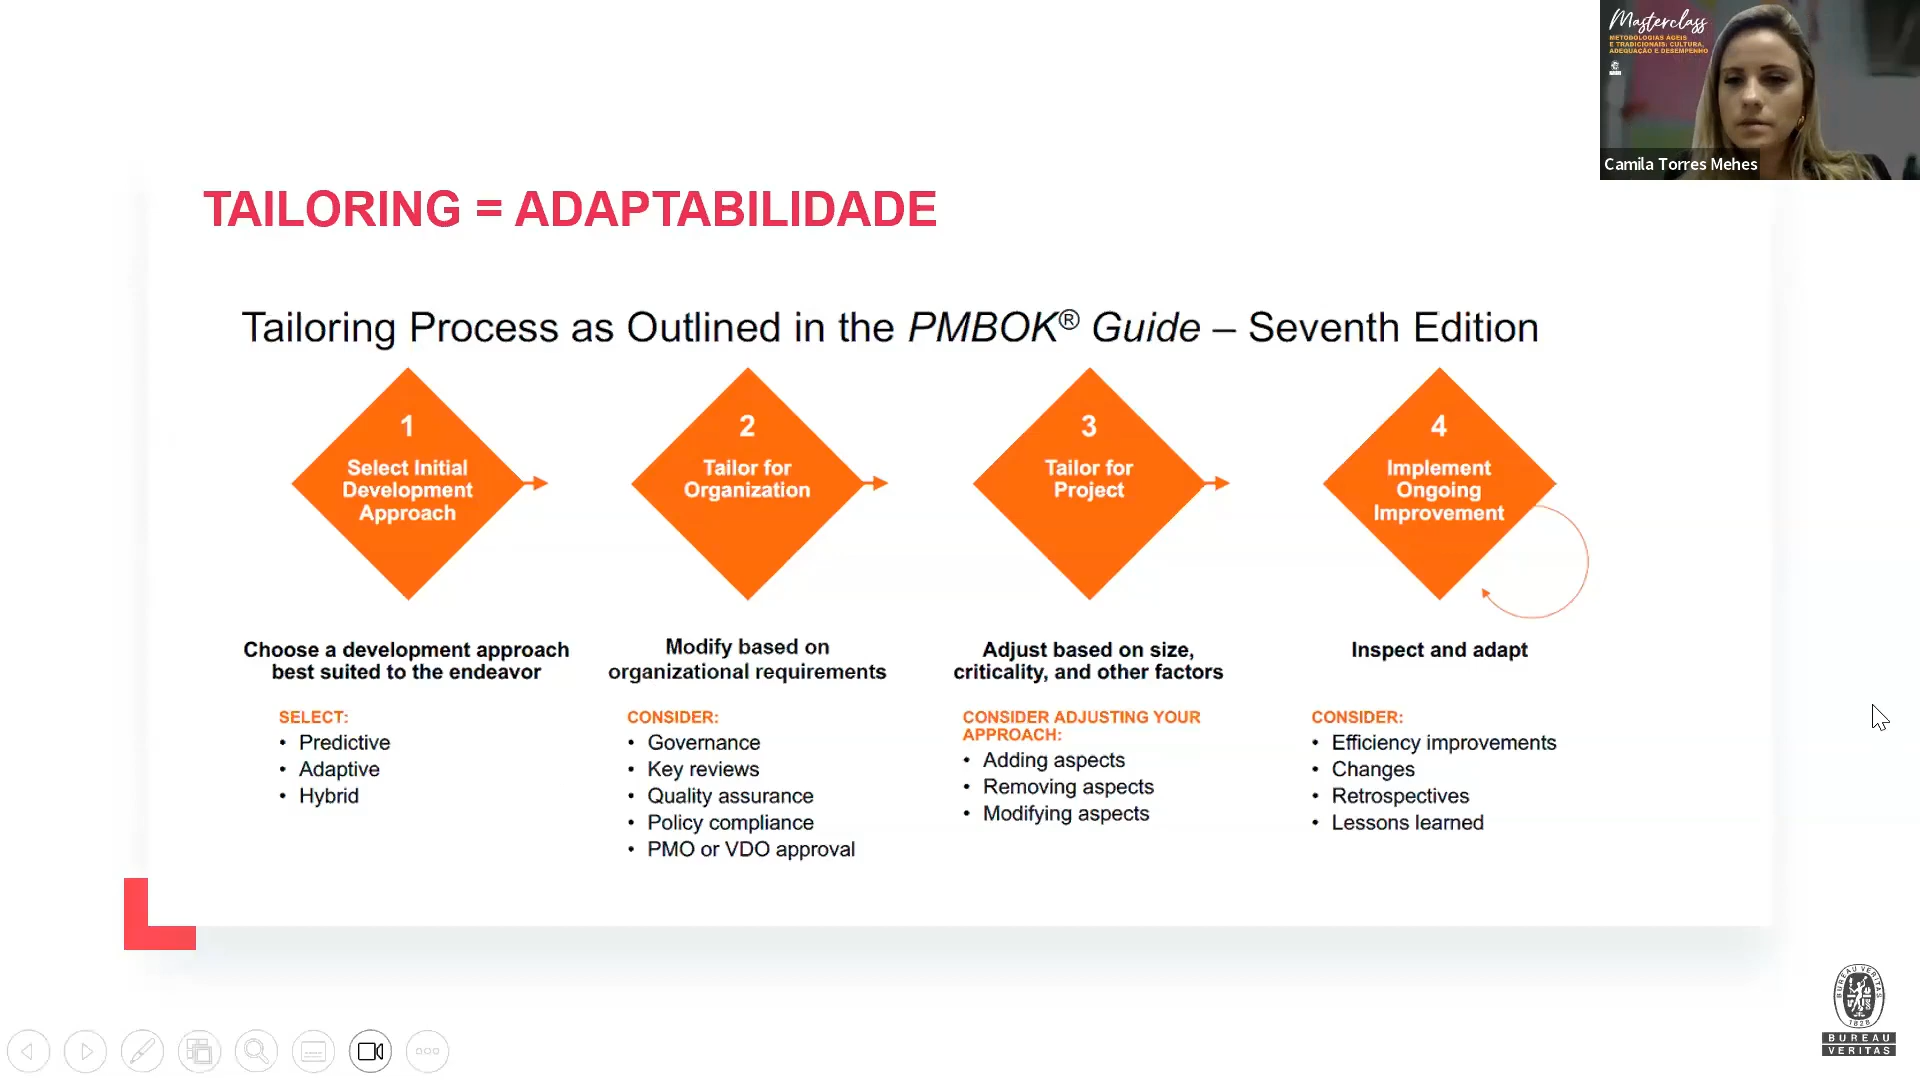 Masterclass
METODOLOGIAS ÁGEIS
E TRADICIONAIS: CULTURA,
ADEQUAÇÃO E DESEMPENHO
Camila Torres Mehes
TAILORING = ADAPTABILIDADE
Tailoring Process as Outlined in the PMBOK® Guide – Seventh Edition
1
Select Initial
Development
Approach
2
Tailor for
Organization
3
Tailor for
Project
4
Implement
Ongoing
Improvement
Choose a development approach
best suited to the endeavor
SELECT:
• Predictive
• Adaptive
• Hybrid
Modify based on
organizational requirements
CONSIDER:
• Governance
• Key reviews
• Quality assurance
• Policy compliance
• PMO or VDO approval
Adjust based on size,
criticality, and other factors
CONSIDER ADJUSTING YOUR
APPROACH:
• Adding aspects
• Removing aspects
• Modifying aspects
Inspect and adapt
CONSIDER:
• Efficiency improvements
• Changes
• Retrospectives
• Lessons learned
BUREAU VERITAS
1828
BUREAU
VERITAS